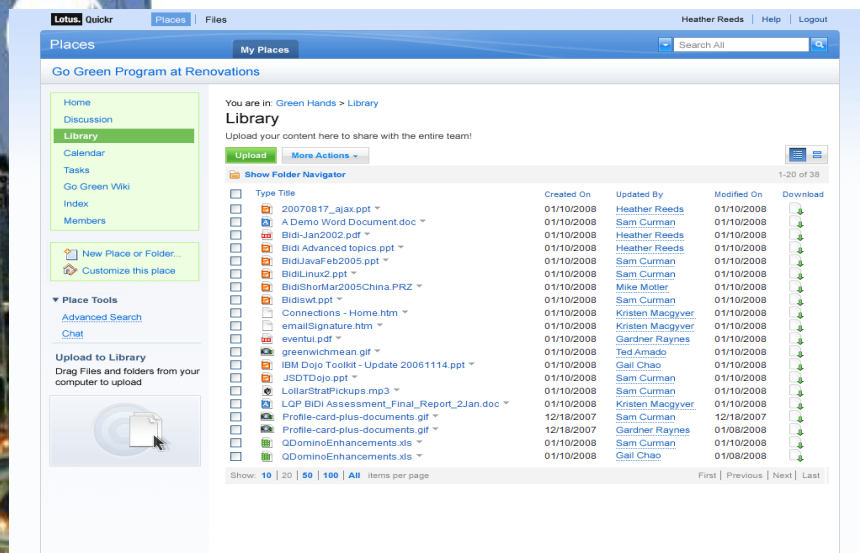 Lotus. Quickr Places Files Heather Reeds Help Logout
Places My Places Search All
Go Green Program at Renovations
Home
Discussion
Library
Calendar
Tasks
Go Green Wiki
Index
Members
New Place or Folder...
Customize this place
Place Tools
Advanced Search
Chat
Upload to Library
Drag Files and folders from your
computer to upload
You are in: Green Hands > Library
Library
Upload your content here to share with the entire team!
Upload More Actions
Show Folder Navigator 1-20 of 38
Type Title Created On Updated By Modified On Download
20070817_ajax.ppt 01/10/2008 Heather Reeds 01/10/2008
A Demo Word Document.doc 01/10/2008 Sam Curman 01/10/2008
Bidi-Jan2002.pdf 01/10/2008 Heather Reeds 01/10/2008
Bidi Advanced topics.ppt 01/10/2008 Heather Reeds 01/10/2008
BidiJavaFeb2005.ppt 01/10/2008 Sam Curman 01/10/2008
BidiLinux2.ppt 01/10/2008 Sam Curman 01/10/2008
BidiShorMar2005China.PRZ 01/10/2008 Mike Motler 01/10/2008
Bidiswt.ppt 01/10/2008 Sam Curman 01/10/2008
Connections - Home.htm 01/10/2008 Kristen Macgyver 01/10/2008
emailSignature.htm 01/10/2008 Kristen Macgyver 01/10/2008
eventui.pdf 01/10/2008 Gardner Raynes 01/10/2008
greenwichmean.gif 01/10/2008 Ted Amado 01/10/2008
IBM Dojo Toolkit - Update 20061114.ppt 01/10/2008 Gail Chao 01/10/2008
JSDTDojo.ppt 01/10/2008 Sam Curman 01/10/2008
LollarStratPickups.mp3 01/10/2008 Sam Curman 01/10/2008
LQP BiDi Assessment_Final_Report_2Jan.doc 01/10/2008 Kristen Macgyver 01/10/2008
Profile-card-plus-documents.gif 12/18/2007 Sam Curman 12/18/2007
Profile-card-plus-documents.gif 12/18/2007 Gardner Raynes 01/08/2008
QDominoEnhancements.xls 01/10/2008 Sam Curman 01/10/2008
QDominoEnhancements.xls 01/10/2008 Gail Chao 01/08/2008
Show: 10 | 20 | 50 | 100 | All items per page First | Previous | Next | Last